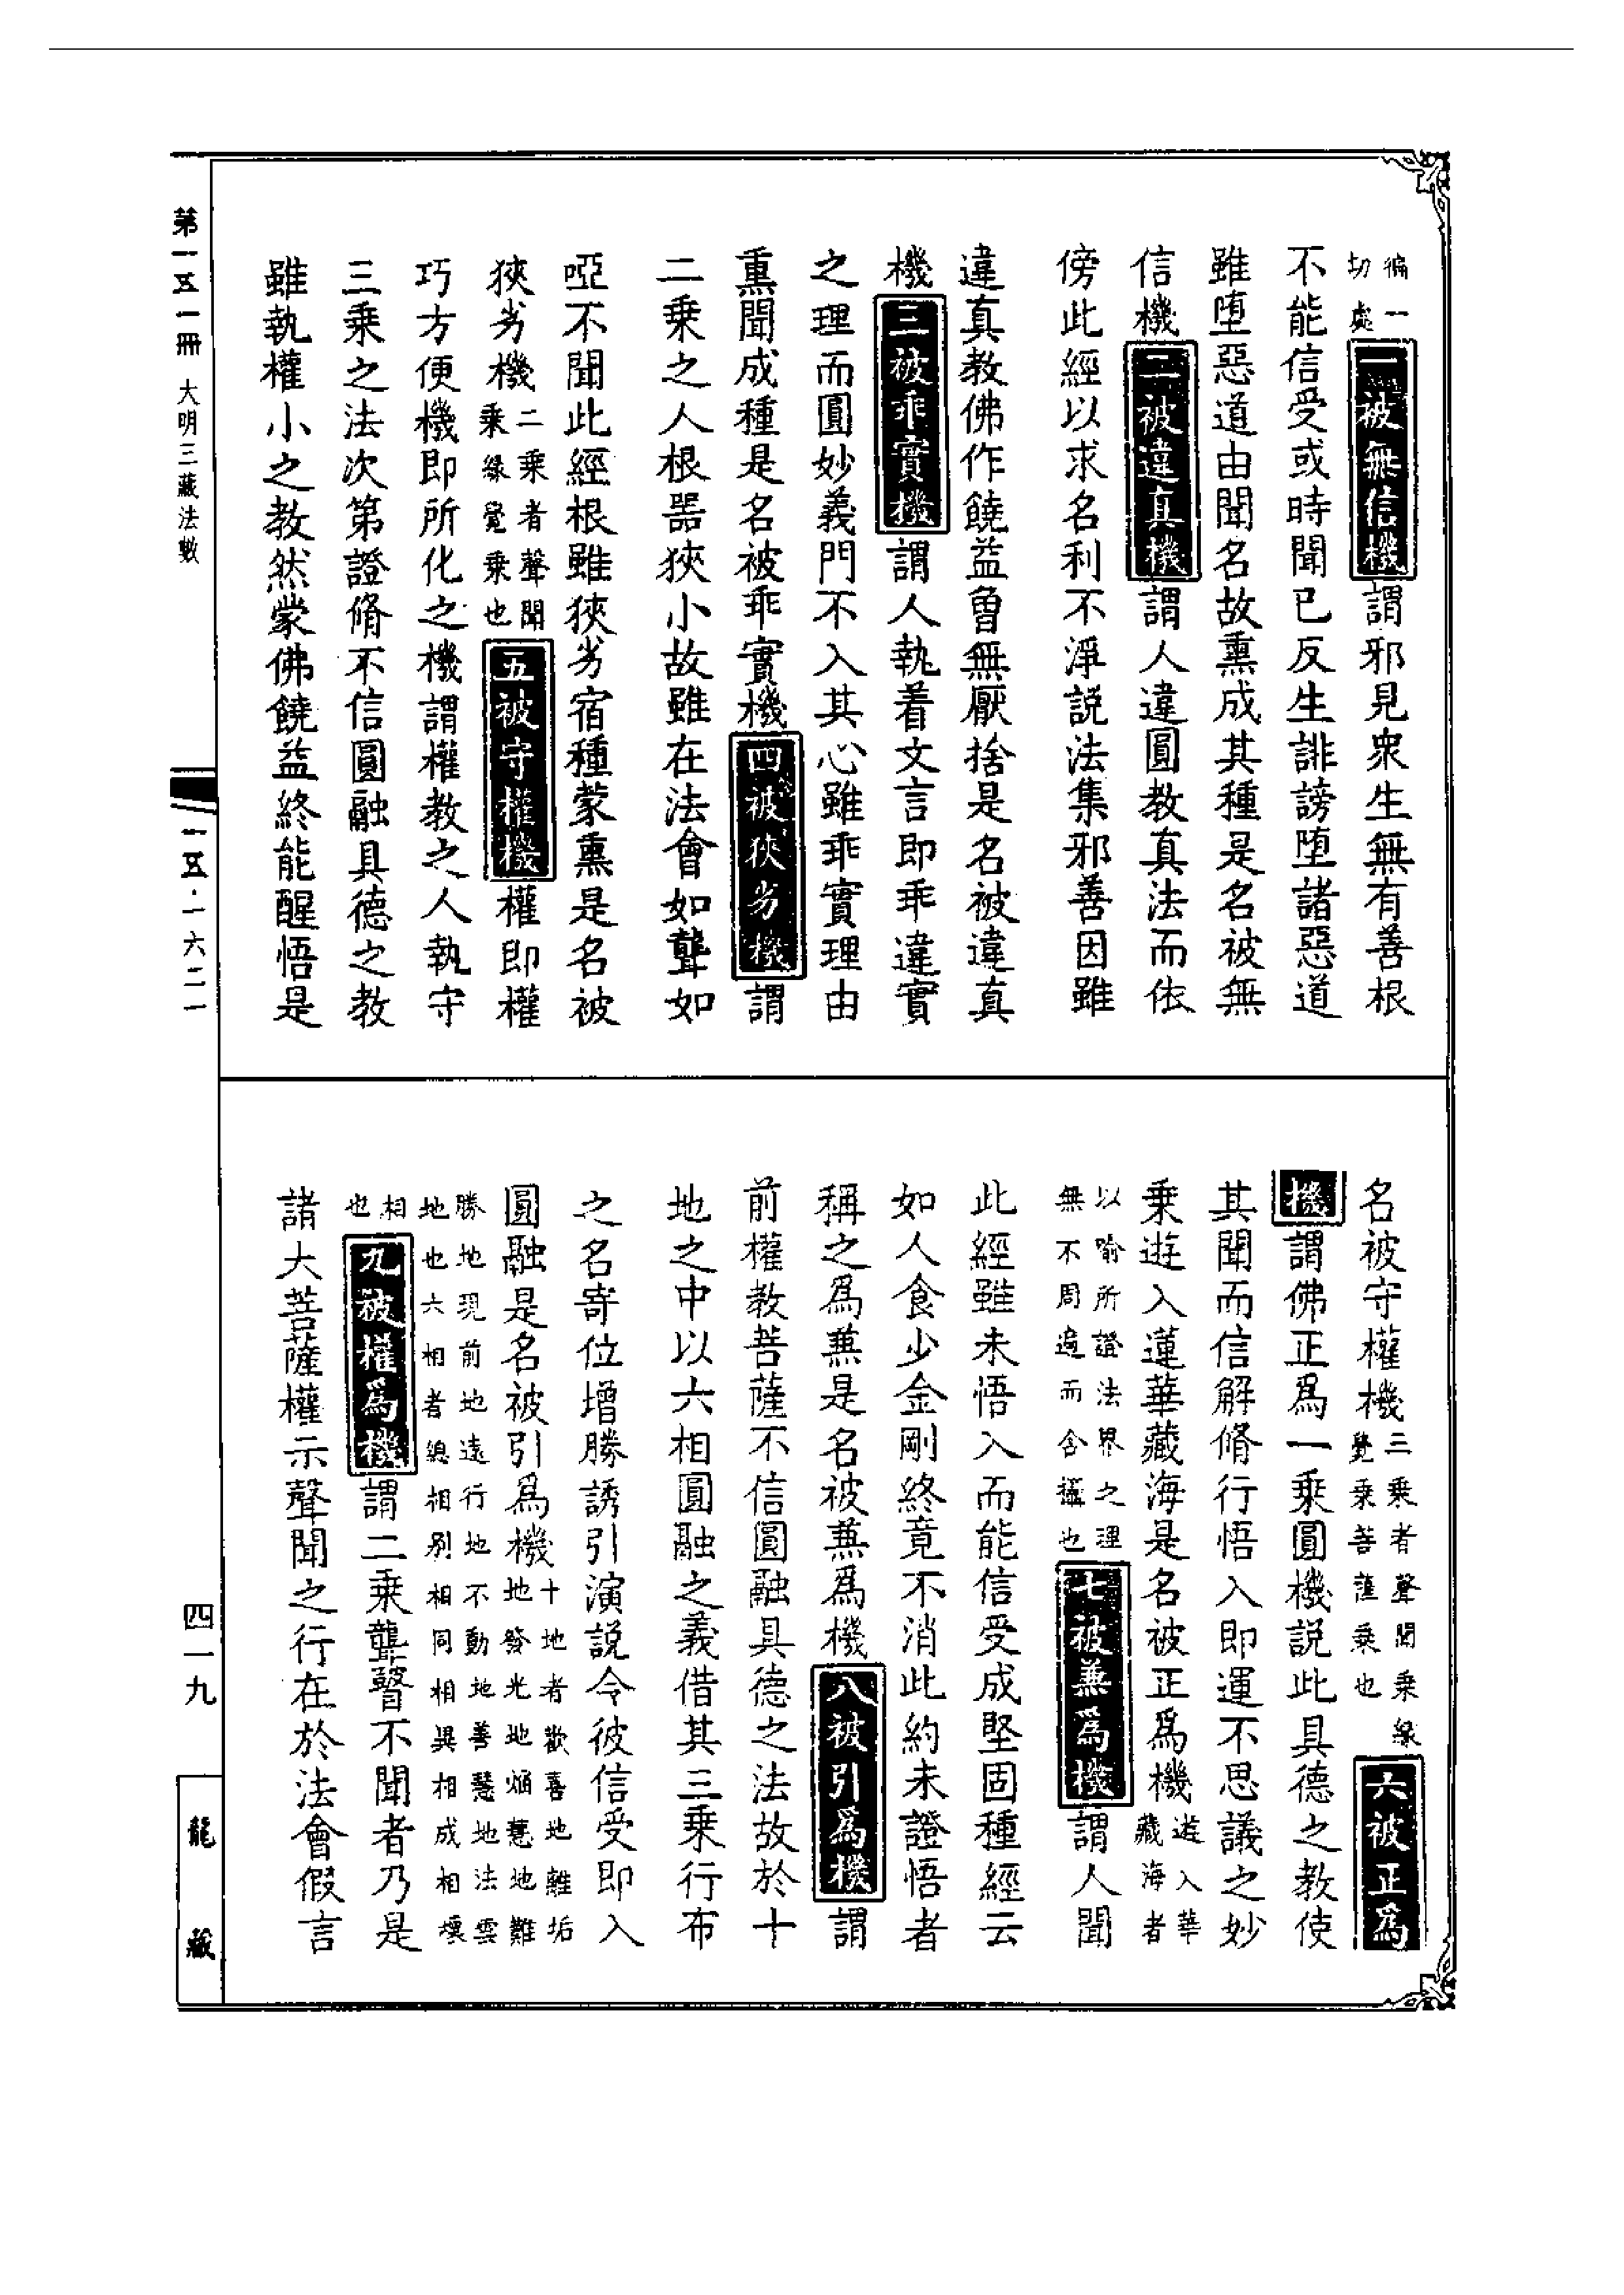 徧一切處一被無信機謂邪見衆生無有善根
不能信受或時聞已反生誹謗墮諸惡道
雖墮惡道由聞名故熏成其種是名被無
信機二被違真機謂人違圓教真法而依
傍此經以求名利不淨説法集邪善因雖
違真教佛作饒益曾無厭捨是名被違真
機三被乖實機謂人執着文言即乖違實
之理而圓妙義門不入其心雖乖實理由
熏聞成種是名被乖實機四被狹劣機謂
二乘之人根噐狹小故雖在法會如聾如
啞不聞此經根雖狹劣宿種蒙熏是名被
狹劣機二乘者聲聞乘緣覺乘也五被守權機權即權
巧方便機即所化之機謂權教之人執守
三乘之法次第證脩不信圓融具德之教
雖執權小之教然蒙佛饒益終能醒悟是
名被守權機三乘者聲聞乘緣覺乘菩薩乘也六被正爲
機謂佛正爲一乘圓機説此具德之教使
其聞而信解脩行悟入即運不思議之妙
乗遊入蓮華藏海是名被正爲機遊入華藏海者
以喻所證法界之理無不周遍而含攝也七被兼爲機謂人聞
此經雖未悟入而能信受成堅固種經云
如人食少金剛終竟不消此約未證悟者
稱之爲兼是名被兼爲機八被引爲機謂
前權教菩薩不信圓融具德之法故於十
地之中以六相圓融之義借其三乘行布
之名寄位增勝誘引演説令彼信受即入
圓融是名被引爲機十地者歡喜地離垢地發光地焰慧地難
勝地現前地遠行地不動地善慧地法雲地也六相者總相别相同相異相成相壞
相也九被權爲機謂二乘聾瞽不聞者乃是
諸大菩薩權示聲聞之行在於法會假言
第一五一冊 大明三藏法數
一五·一六二一
四一九
龍藏